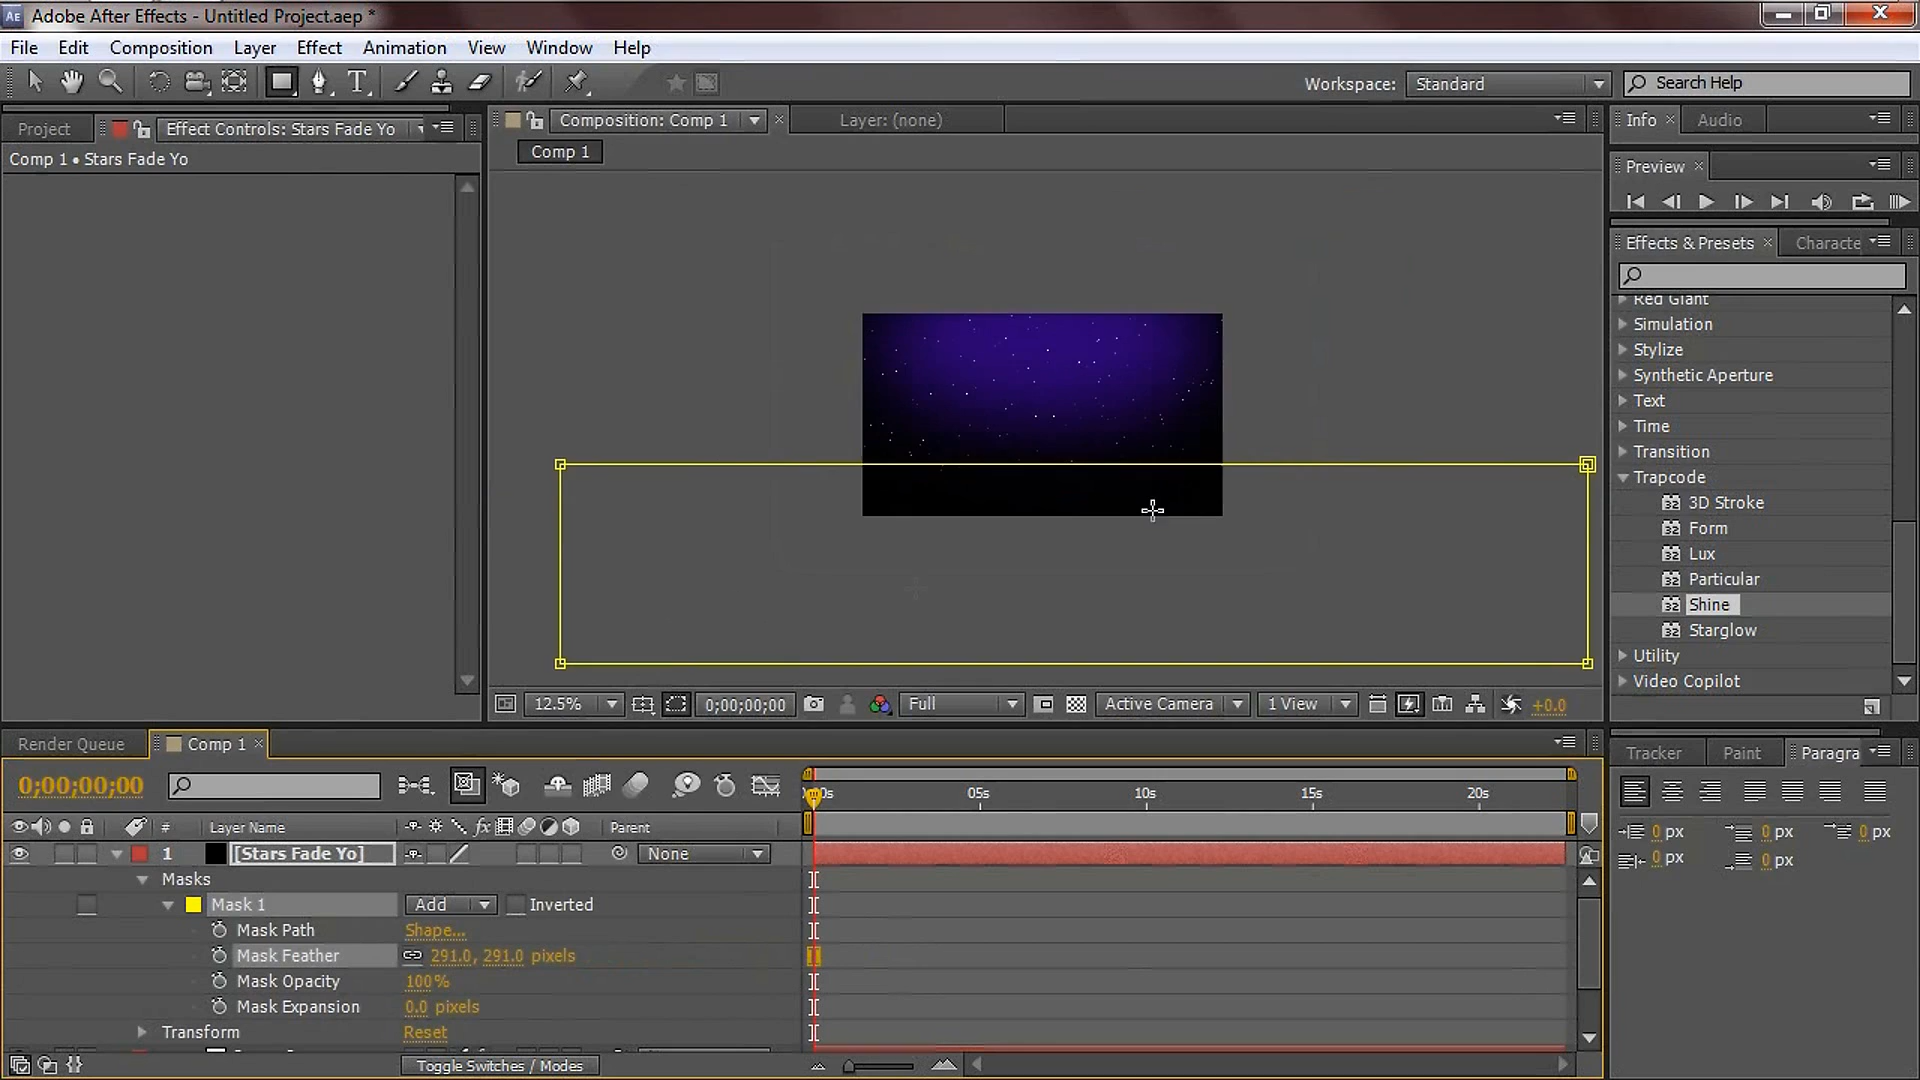 Adobe After Effects - Untitled Project.aep *
File Edit Composition Layer Effect Animation View Window Help
Workspace: Standard Search Help
Project Effect Controls: Stars Fade Yo
Comp 1 • Stars Fade Yo
Composition: Comp 1 Layer: (none)
Comp 1
Info Audio
Preview
Effects & Presets Characte
Red Giant
Simulation
Stylize
Synthetic Aperture
Text
Time
Transition
Trapcode
32 3D Stroke
32 Form
32 Lux
32 Particular
32 Shine
32 Starglow
Utility
Video Copilot
12.5% 0;00;00;00 Full Active Camera 1 View +0.0
Render Queue Comp 1
0;00;00;00
05s 10s 15s 20s
# Layer Name Parent
1 [Stars Fade Yo] None
Masks
Mask 1 Add Inverted
Mask Path Shape...
Mask Feather 291.0, 291.0 pixels
Mask Opacity 100%
Mask Expansion 0.0 pixels
Transform Reset
Toggle Switches / Modes
Tracker Paint Paragra
0 px 0 px 0 px
0 px 0 px